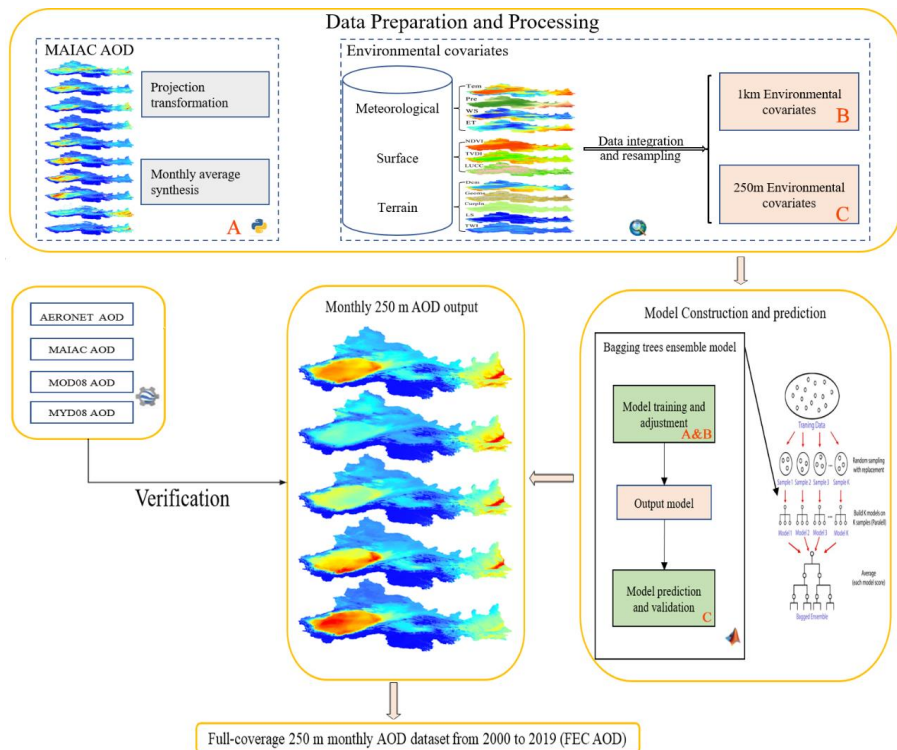 Data Preparation and Processing
MAIAC AOD
Projection
transformation
Monthly average
synthesis
A
Environmental covariates
Meteorological
Surface
Terrain
Tem
Pre
WS
ET
NDVI
TVDI
LUCC
Dem
LS
TWI
Data integration
and resampling
1km Environmental
covariates
B
250m Environmental
covariates
C
AERONET AOD
MAIAC AOD
MOD08 AOD
MYD08 AOD
Verification
Monthly 250 m AOD output
Model Construction and prediction
Bagging trees ensemble model
Model training and
adjustment
A&B
Output model
Model prediction
and validation
C
Traning Data
Random sampling
with replacement
Sample 1 Sample 2 Sample 3 ... Sample K
Build K models on
K samples (Paralell)
Model 1 Model 2 Model 3 ... Model K
Average
(each model score)
Bagged Ensemble
Full-coverage 250 m monthly AOD dataset from 2000 to 2019 (FEC AOD)